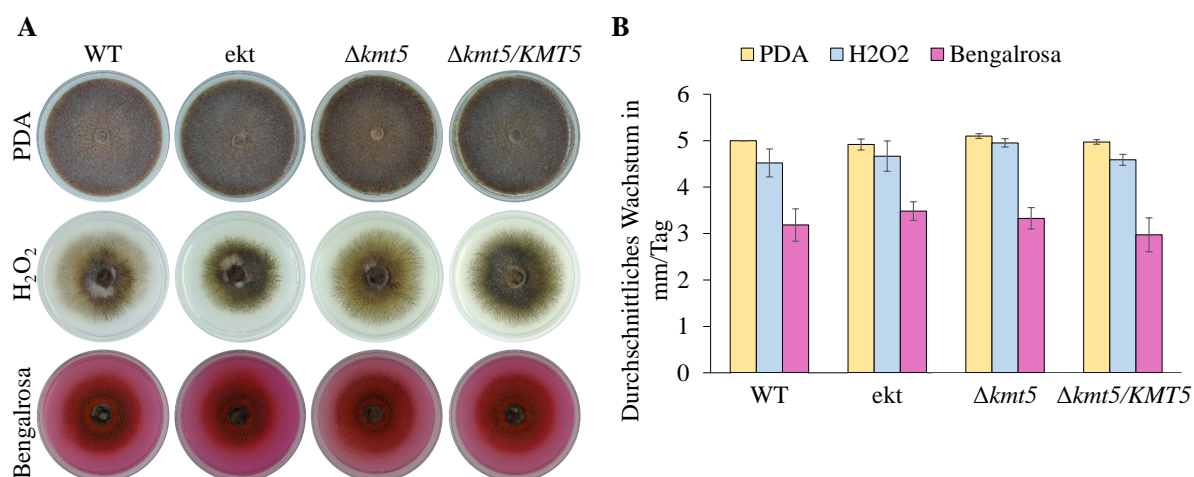 A
WT ekt Δkmt5 Δkmt5/KMT5
PDA
H₂O₂
Bengalrosa
B
PDA H2O2 Bengalrosa
Durchschnittliches Wachstum in
mm/Tag
6
5
4
3
2
1
0
WT ekt Δkmt5 Δkmt5/KMT5